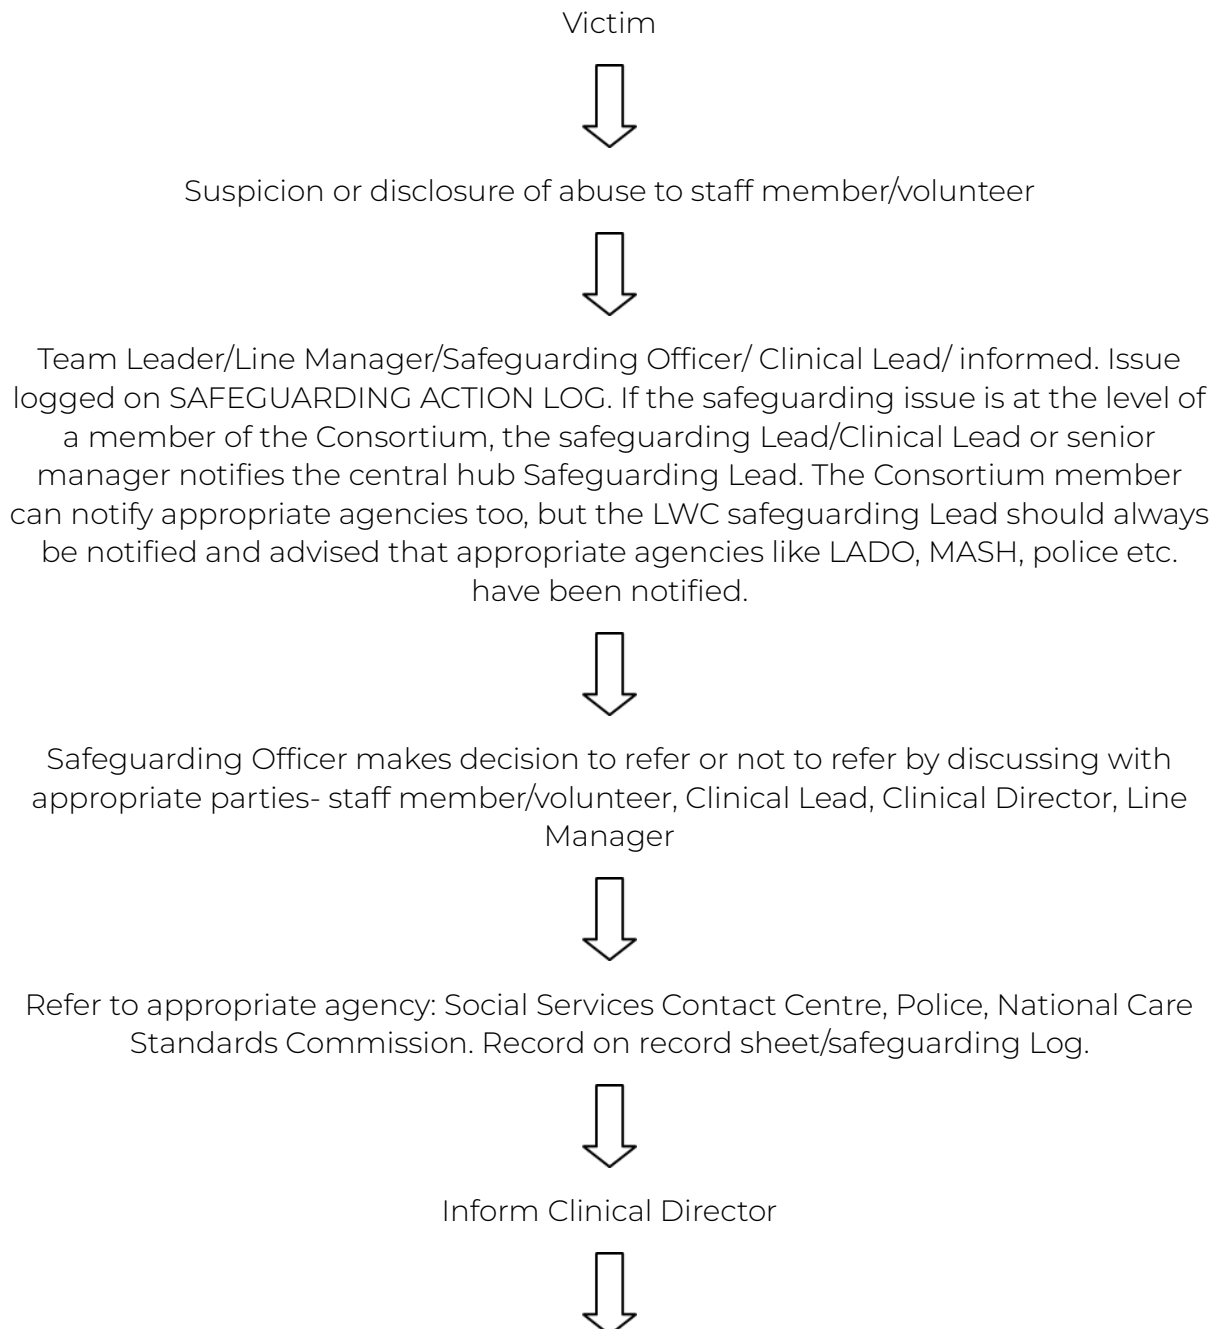 Victim
Suspicion or disclosure of abuse to staff member/volunteer
Team Leader/Line Manager/Safeguarding Officer/ Clinical Lead/ informed. Issue
logged on SAFEGUARDING ACTION LOG. If the safeguarding issue is at the level of
a member of the Consortium, the safeguarding Lead/Clinical Lead or senior
manager notifies the central hub Safeguarding Lead. The Consortium member
can notify appropriate agencies too, but the LWC safeguarding Lead should always
be notified and advised that appropriate agencies like LADO, MASH, police etc.
have been notified.
Safeguarding Officer makes decision to refer or not to refer by discussing with
appropriate parties- staff member/volunteer, Clinical Lead, Clinical Director, Line
Manager
Refer to appropriate agency: Social Services Contact Centre, Police, National Care
Standards Commission. Record on record sheet/safeguarding Log.
Inform Clinical Director